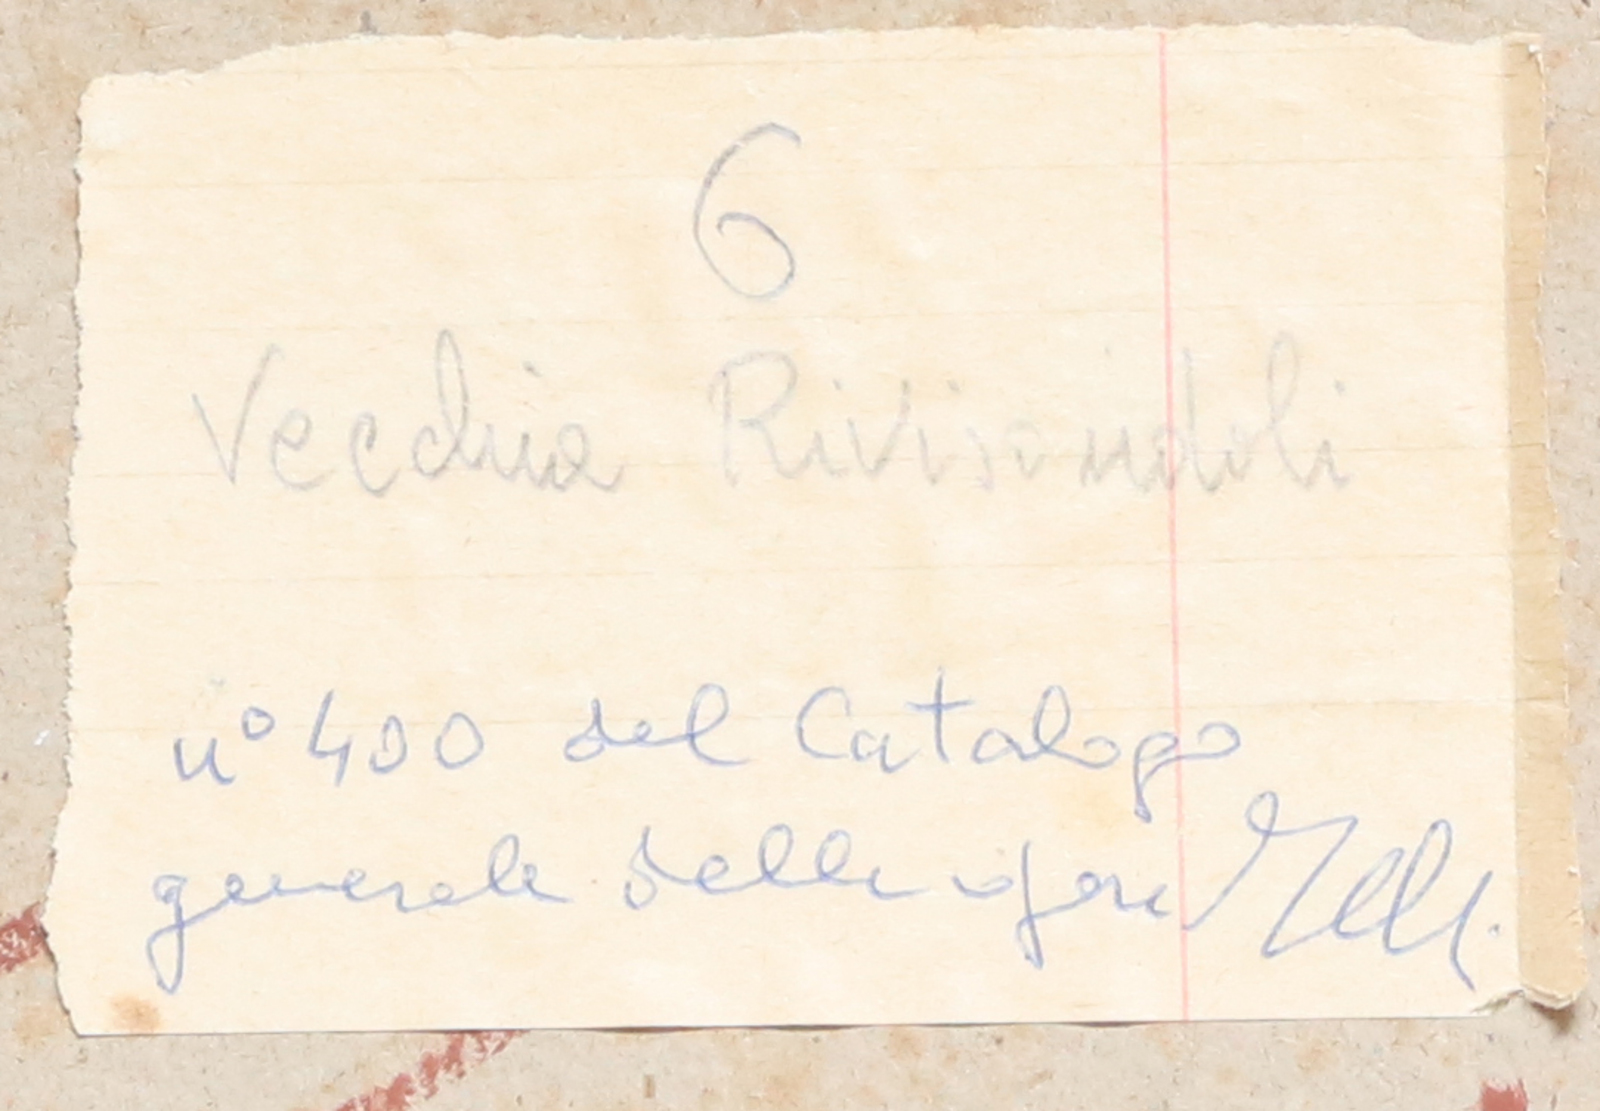 6
Vecchia Rivisondoli
n° 400 del Catalogo
generale delle opere